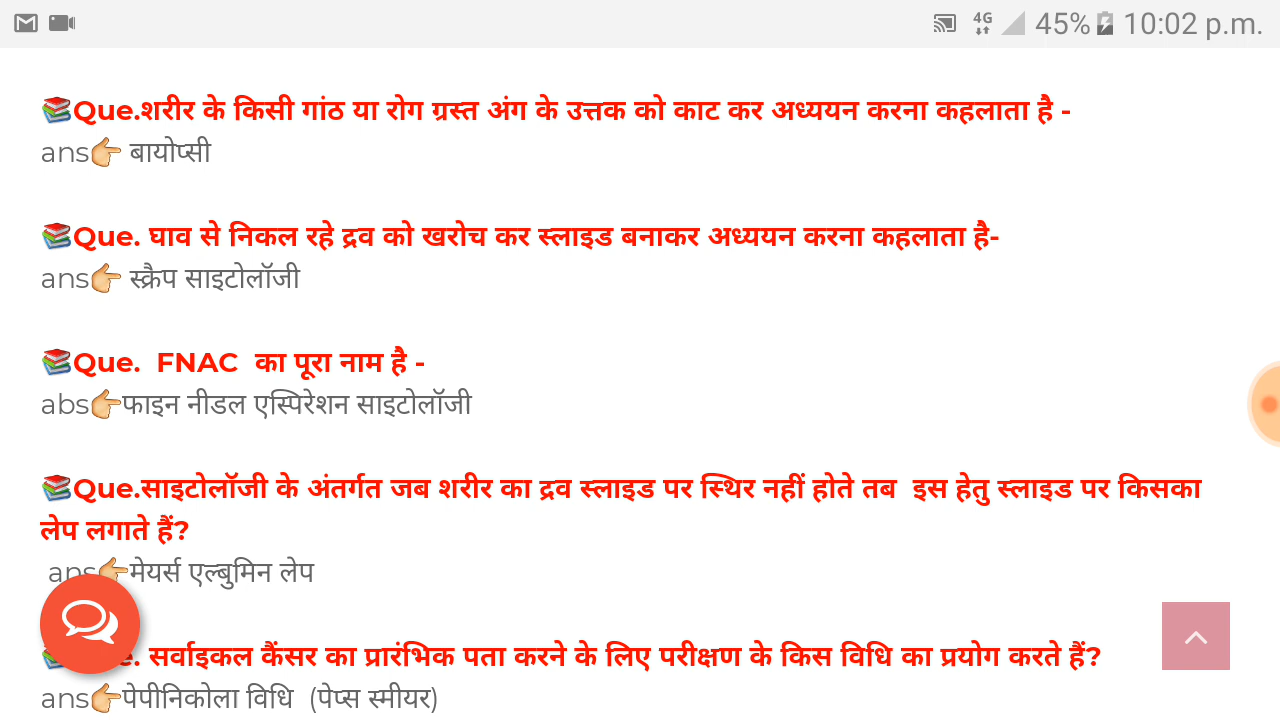 4G 45% 10:02 p.m.
Que.शरीर के किसी गांठ या रोग ग्रस्त अंग के उत्तक को काट कर अध्ययन करना कहलाता है -
ans👉 बायोप्सी
Que. घाव से निकल रहे द्रव को खरोच कर स्लाइड बनाकर अध्ययन करना कहलाता है-
ans👉 स्क्रैप साइटोलॉजी
Que. FNAC का पूरा नाम है -
abs👉फाइन नीडल एस्पिरेशन साइटोलॉजी
Que.साइटोलॉजी के अंतर्गत जब शरीर का द्रव स्लाइड पर स्थिर नहीं होते तब इस हेतु स्लाइड पर किसका
लेप लगाते हैं?
ans👉मेयर्स एल्बुमिन लेप
सर्वाइकल कैंसर का प्रारंभिक पता करने के लिए परीक्षण के किस विधि का प्रयोग करते हैं?
ans👉पेपीनिकोला विधि (पेप्स स्मीयर)